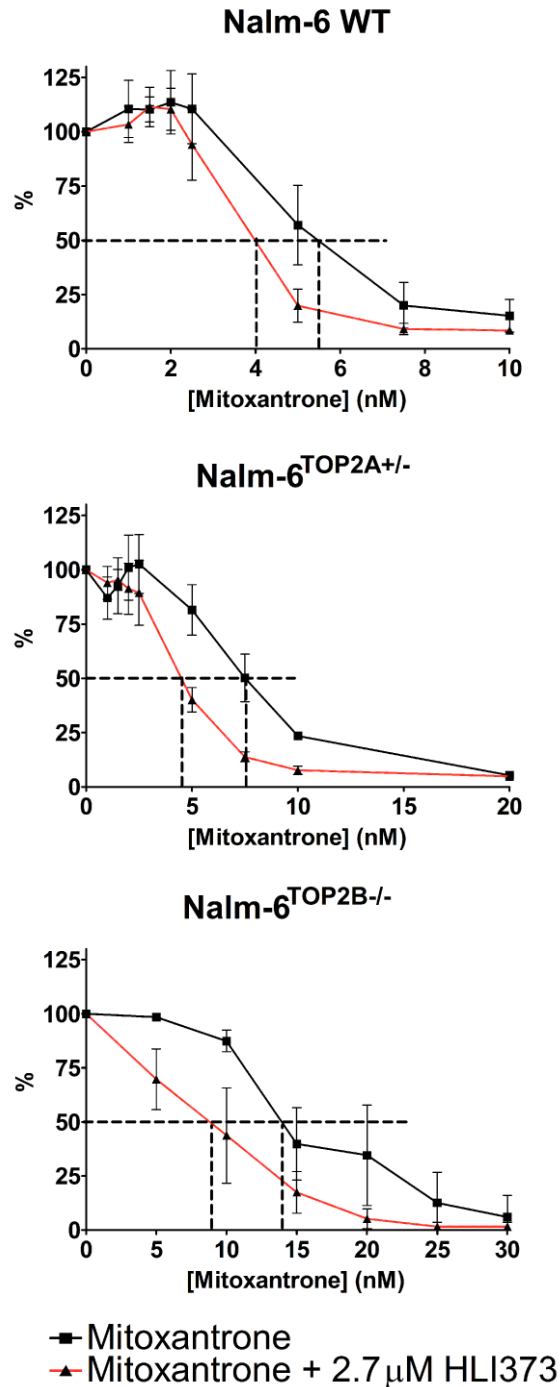 Nalm-6 WT
125
100
75
50
25
0
%
0 2 4 6 8 10
[Mitoxantrone] (nM)
Nalm-6TOP2A+/-
125
100
75
50
25
0
%
0 5 10 15 20
[Mitoxantrone] (nM)
Nalm-6TOP2B-/-
125
100
75
50
25
0
%
0 5 10 15 20 25 30
[Mitoxantrone] (nM)
Mitoxantrone
Mitoxantrone + 2.7μM HLI373